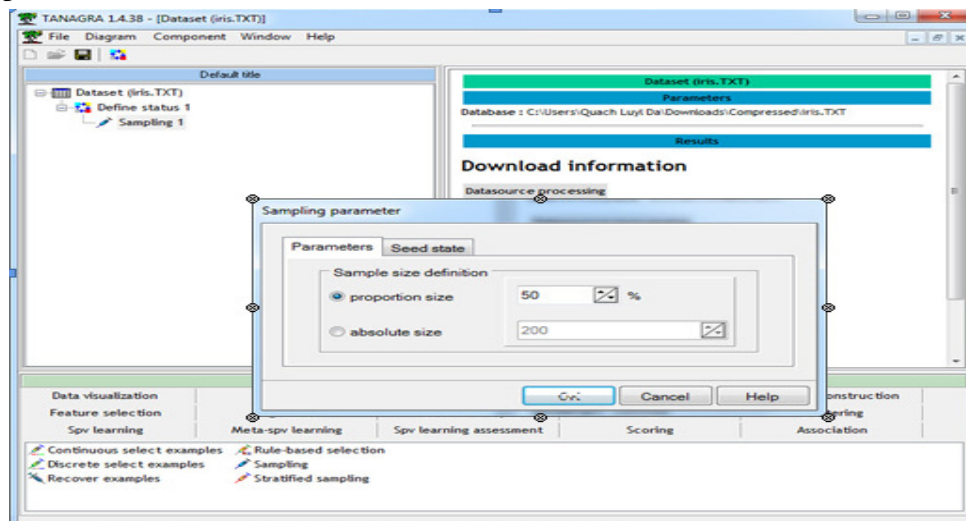 TANAGRA 1.4.38 - [Dataset (iris.TXT)]
File Diagram Component Window Help
Default title
Dataset (iris.TXT)
Define status 1
Sampling 1
Dataset (iris.TXT)
Parameters
Database : C:\Users\Quach Luyl Da\Downloads\Compressed\iris.TXT
Results
Download information
Datasource processing
Sampling parameter
Parameters Seed state
Sample size definition
proportion size 50 %
absolute size 200
Cancel Help
Data visualization
Feature selection
Spv learning Meta-spv learning Spv learning assessment Scoring Association
Continuous select examples Rule-based selection
Discrete select examples Sampling
Recover examples Stratified sampling